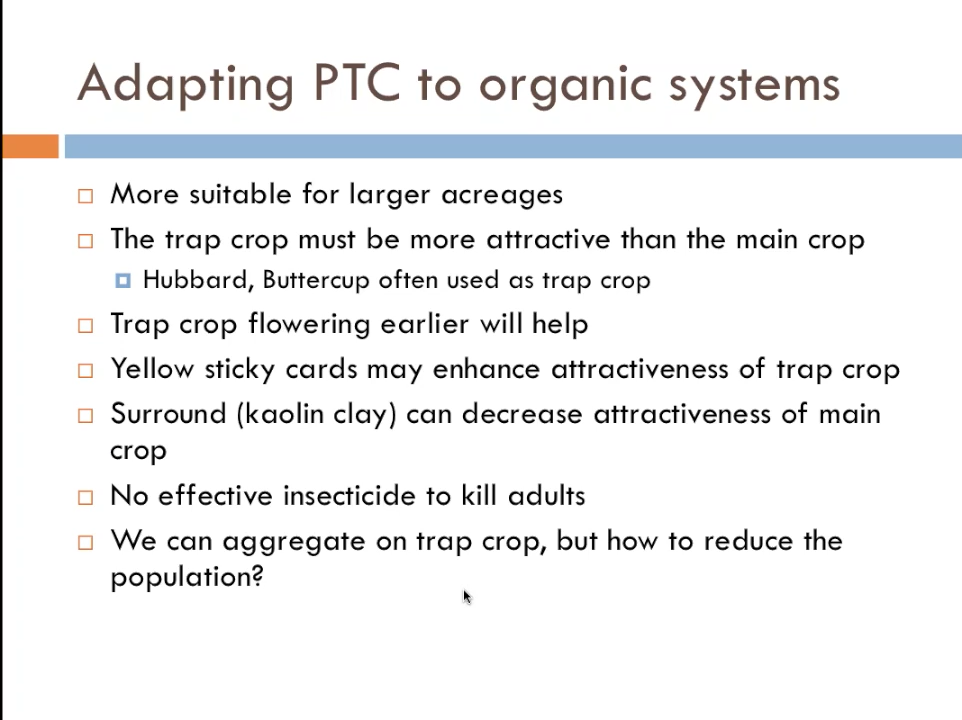 Adapting PTC to organic systems
More suitable for larger acreages
The trap crop must be more attractive than the main crop
Hubbard, Buttercup often used as trap crop
Trap crop flowering earlier will help
Yellow sticky cards may enhance attractiveness of trap crop
Surround (kaolin clay) can decrease attractiveness of main
crop
No effective insecticide to kill adults
We can aggregate on trap crop, but how to reduce the
population?